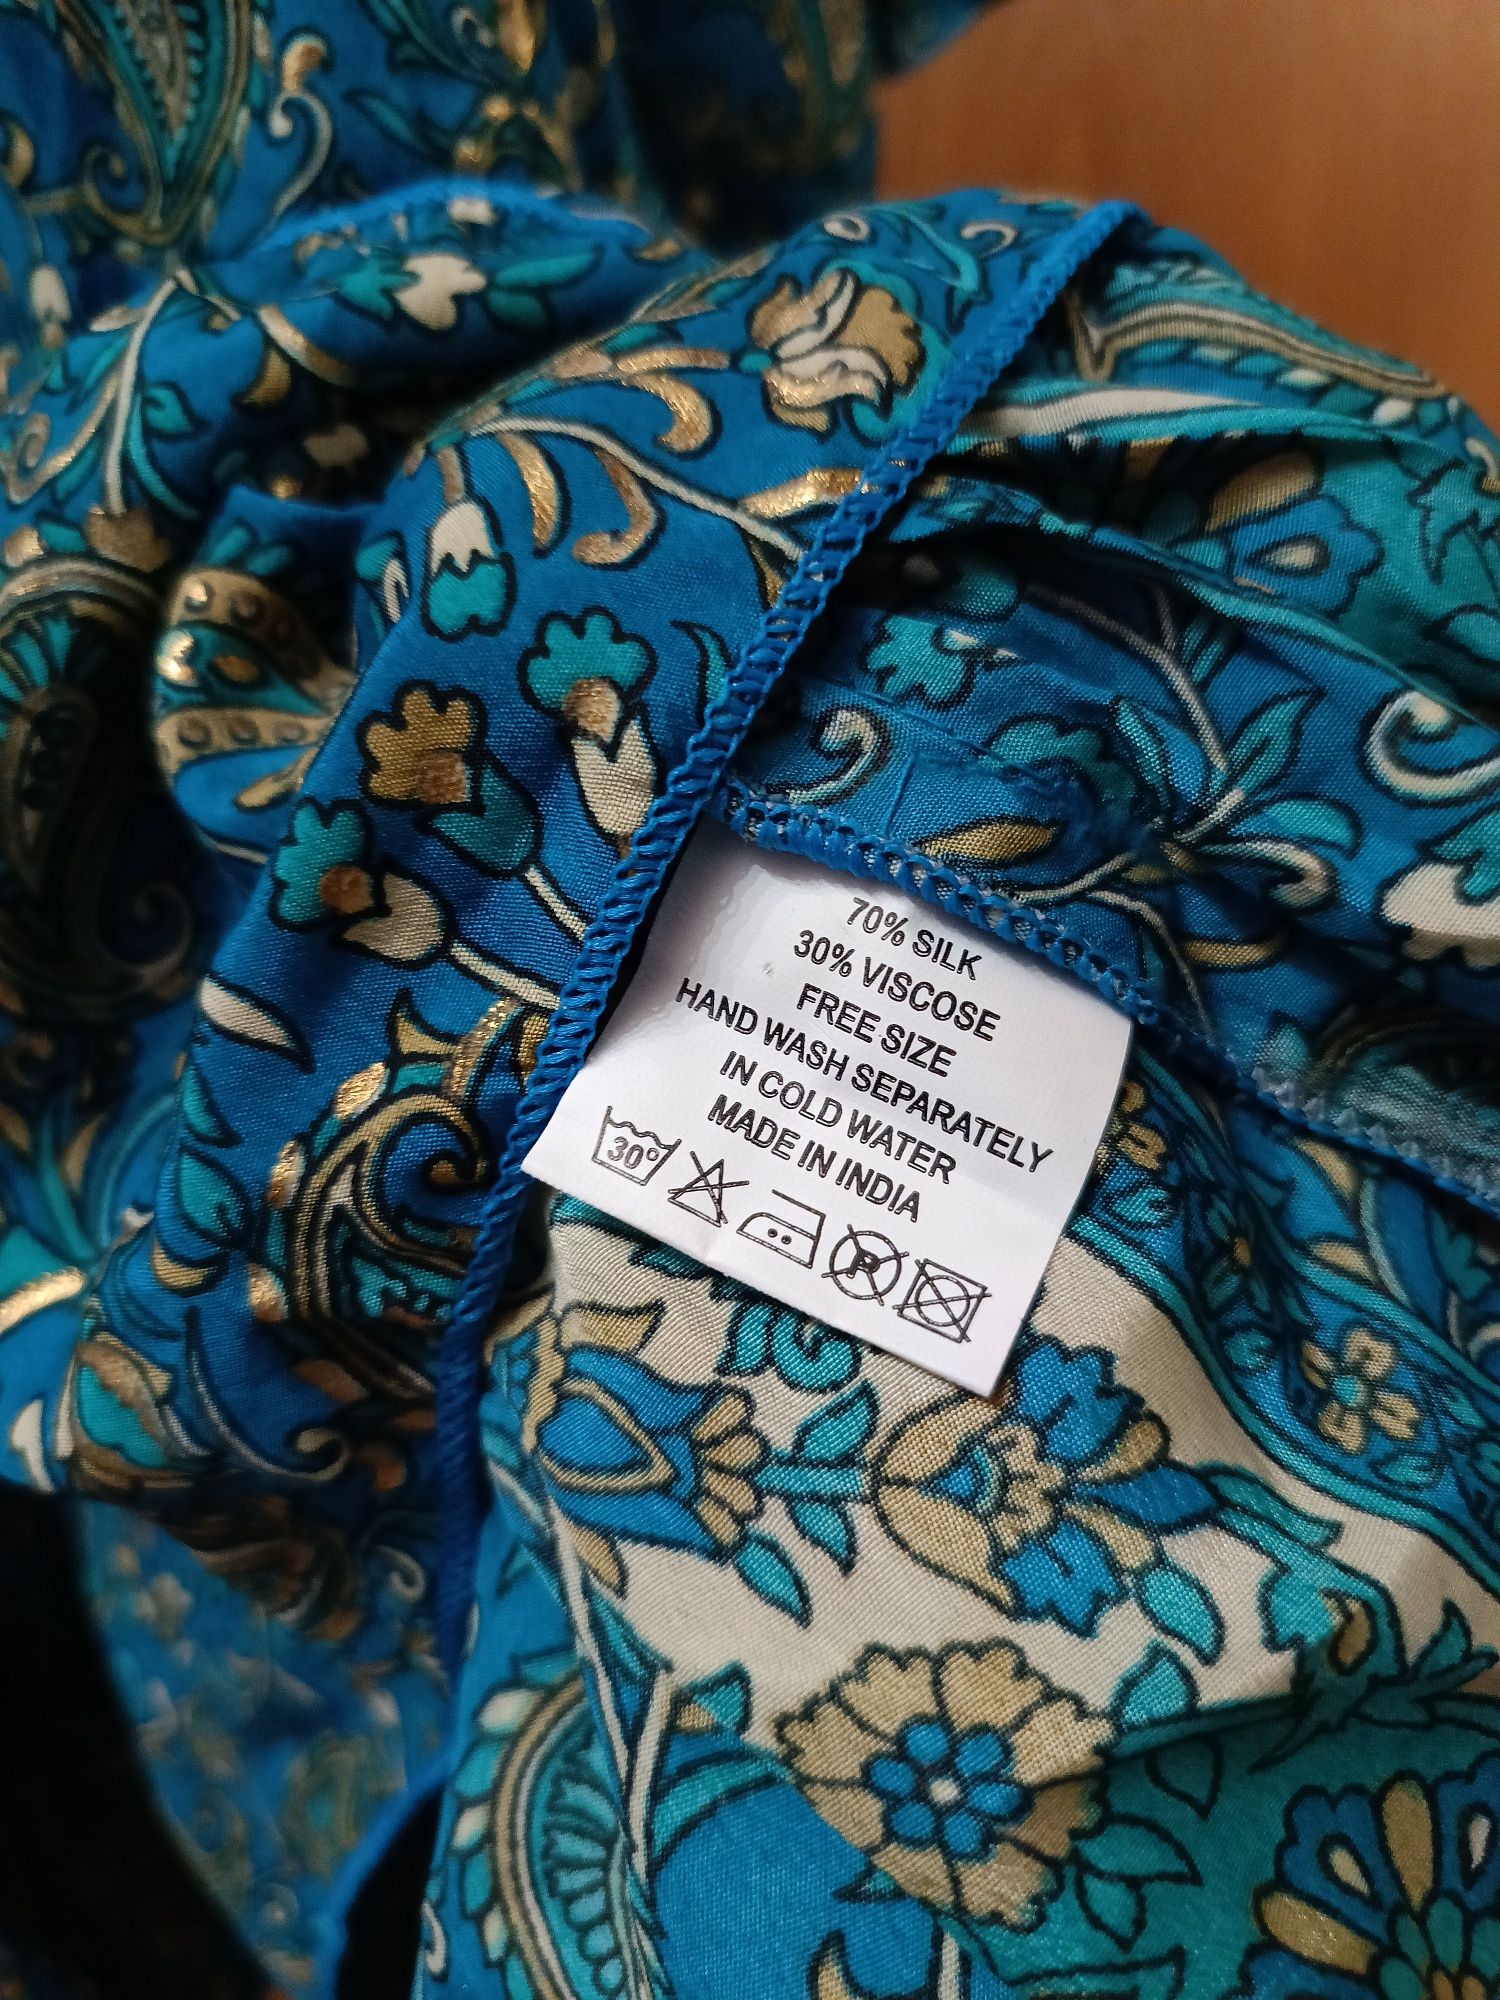 70% SILK
30% VISCOSE
FREE SIZE
HAND WASH SEPARATELY
IN COLD WATER
MADE IN INDIA
30° P